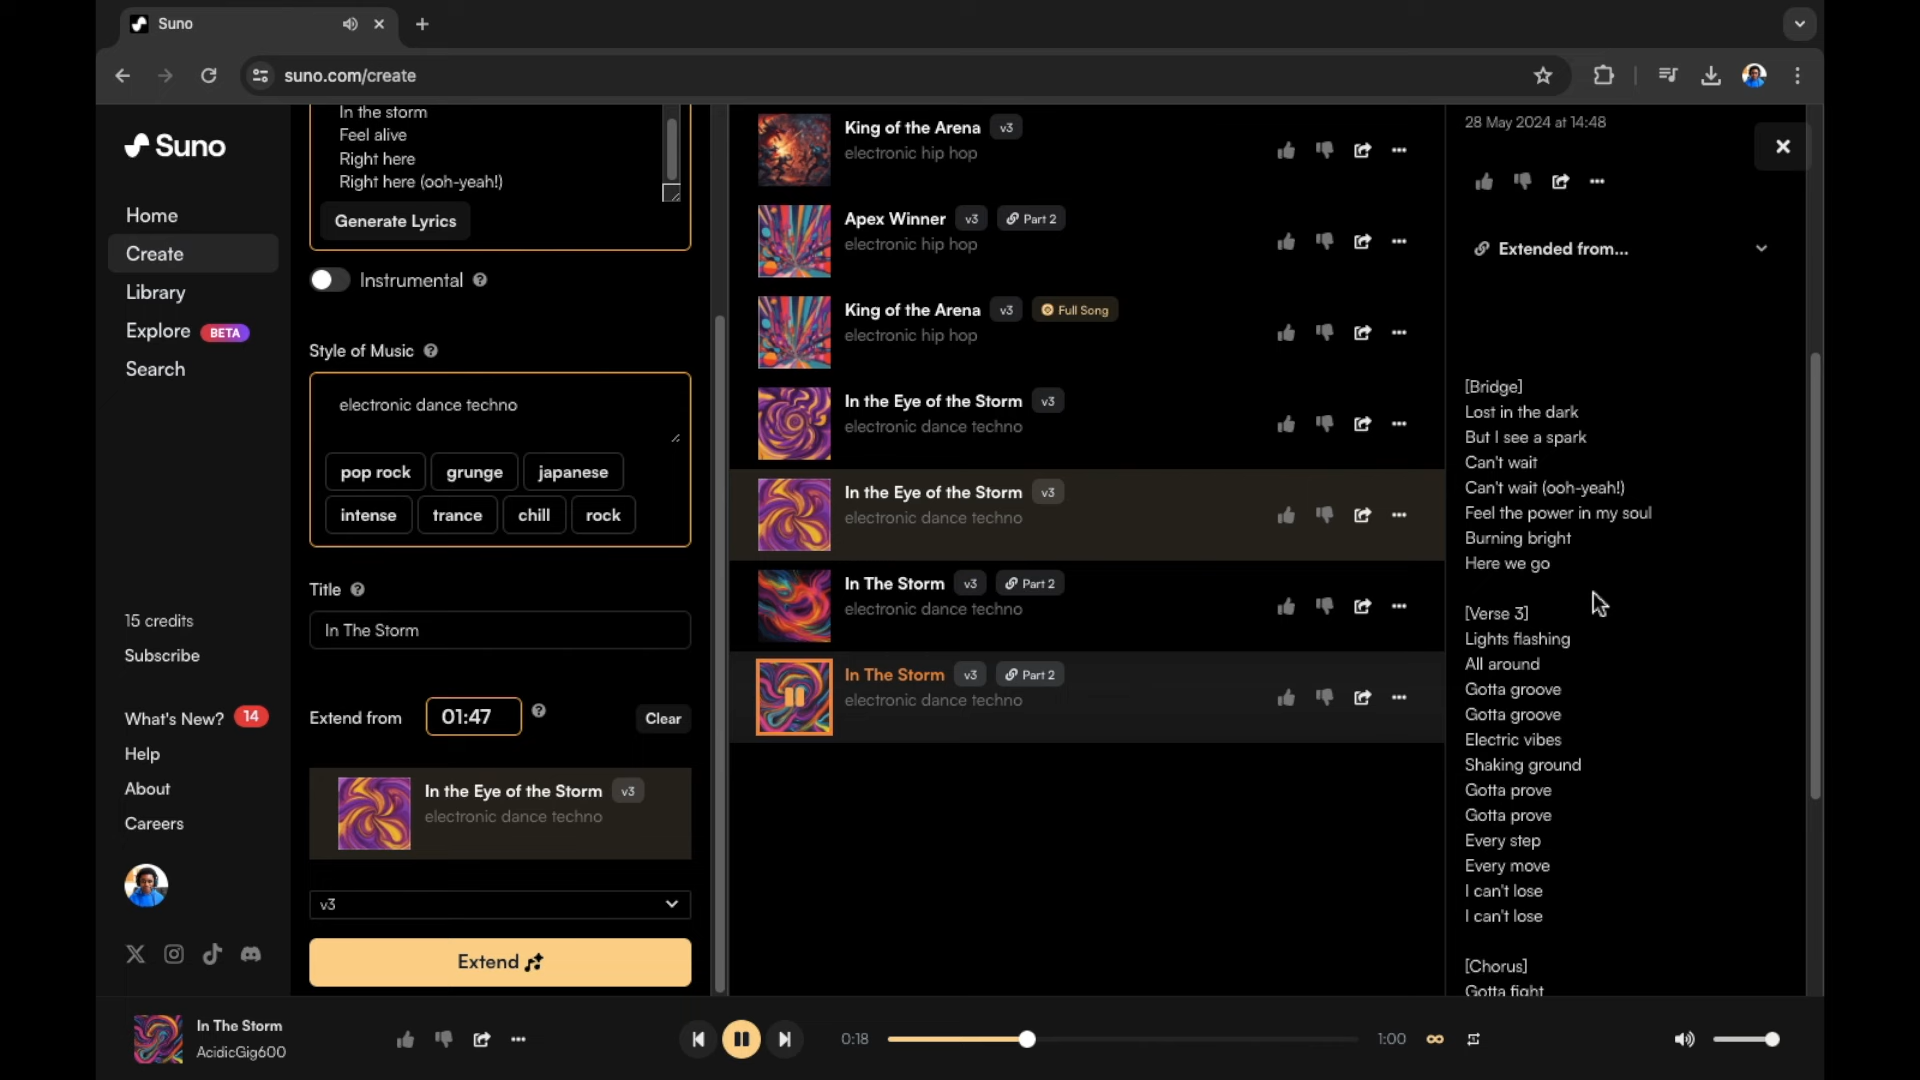 Suno
suno.com/create
Suno
Home
Create
Library
Explore BETA
Search
15 credits
Subscribe
What's New? 14
Help
About
Careers
In the storm
Feel alive
Right here
Right here (ooh-yeah!)
Generate Lyrics
Instrumental
Style of Music
electronic dance techno
pop rock grunge japanese
intense trance chill rock
Title
In The Storm
Extend from 01:47 Clear
In the Eye of the Storm v3
electronic dance techno
v3
Extend
King of the Arena v3
electronic hip hop
Apex Winner v3 Part 2
electronic hip hop
King of the Arena v3 Full Song
electronic hip hop
In the Eye of the Storm v3
electronic dance techno
In the Eye of the Storm v3
electronic dance techno
In The Storm v3 Part 2
electronic dance techno
In The Storm v3 Part 2
electronic dance techno
28 May 2024 at 14:48
Extended from...
[Bridge]
Lost in the dark
But I see a spark
Can't wait
Can't wait (ooh-yeah!)
Feel the power in my soul
Burning bright
Here we go
[Verse 3]
Lights flashing
All around
Gotta groove
Gotta groove
Electric vibes
Shaking ground
Gotta prove
Gotta prove
Every step
Every move
I can't lose
I can't lose
[Chorus]
Gotta fight
In The Storm
AcidicGig600
0:18
1:00